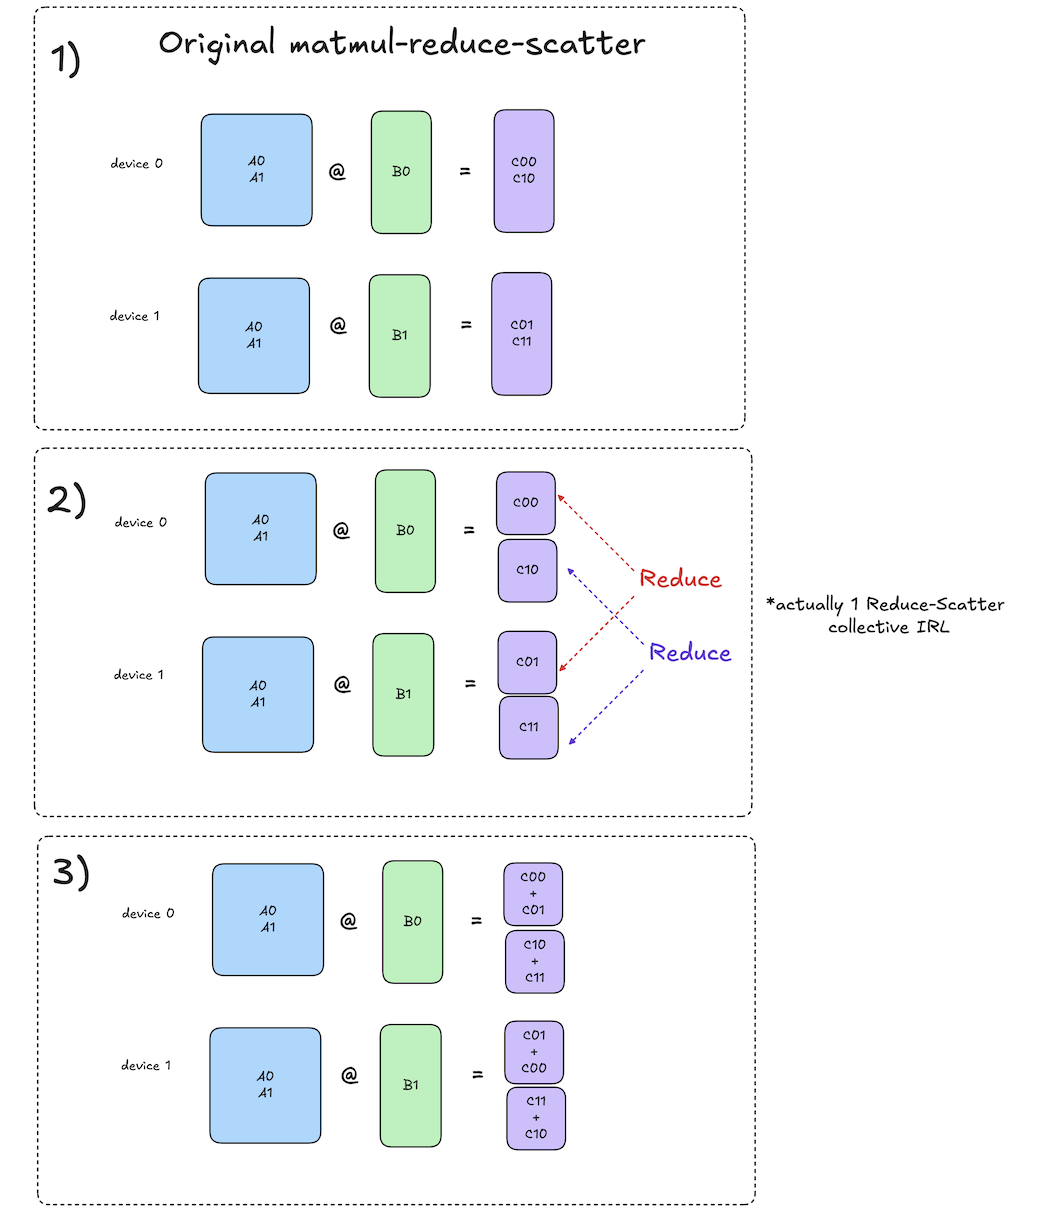 1)
Original matmul-reduce-scatter
device 0
A0
A1
@
B0
=
C00
C10
device 1
A0
A1
@
B1
=
C01
C11
2)
device 0
A0
A1
@
B0
=
C00
C10
Reduce
*actually 1 Reduce-Scatter
collective IRL
Reduce
device 1
A0
A1
@
B1
=
C01
C11
3)
device 0
A0
A1
@
B0
=
C00
+
C01
C10
+
C11
device 1
A0
A1
@
B1
=
C01
+
C00
C11
+
C10